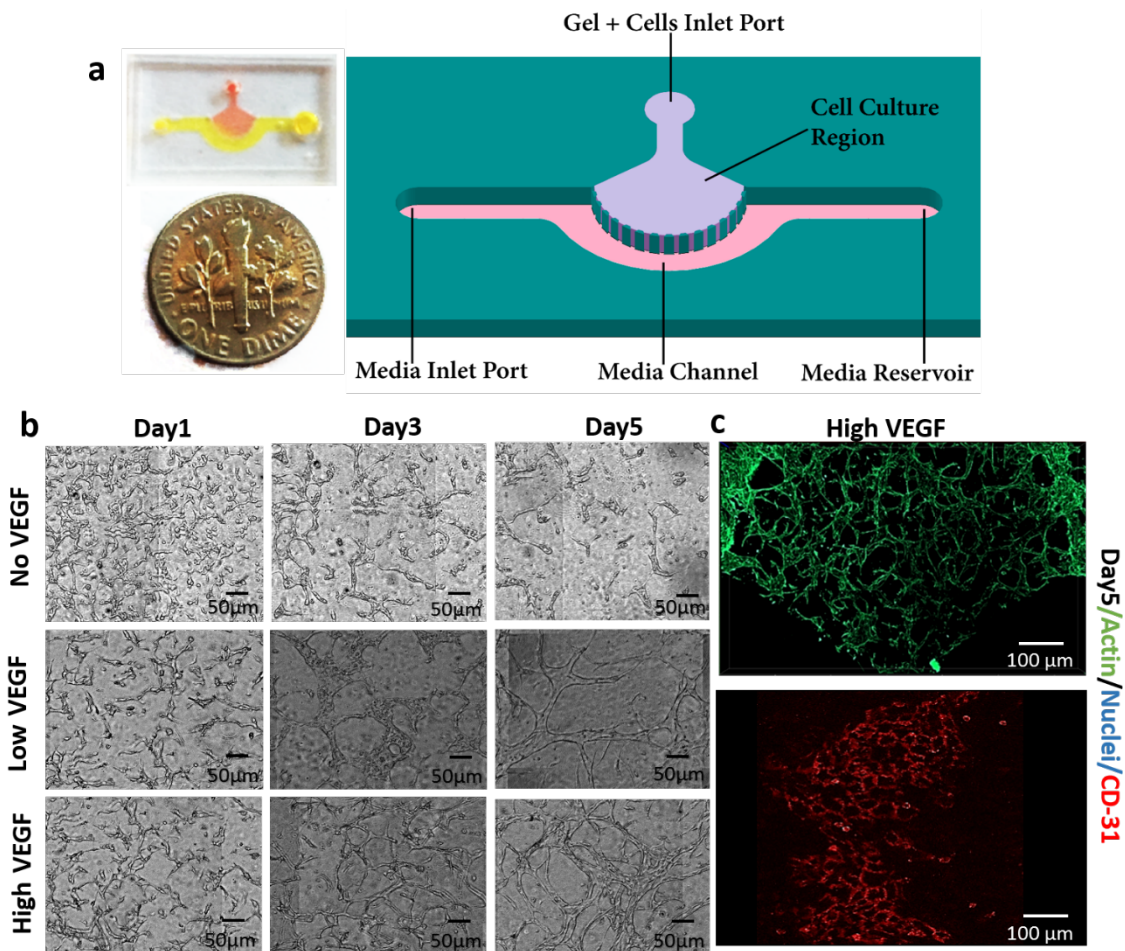 a
Gel + Cells Inlet Port
Cell Culture
Region
UNITED STATES OF AMERICA
ONE DIME
Media Inlet Port
Media Channel
Media Reservoir
b
Day1
Day3
Day5
No VEGF
50µm
50µm
50µm
Low VEGF
50µm
50µm
50µm
High VEGF
50µm
50µm
50µm
c
High VEGF
100 µm
100 µm
Day5/Actin/Nuclei/CD-31